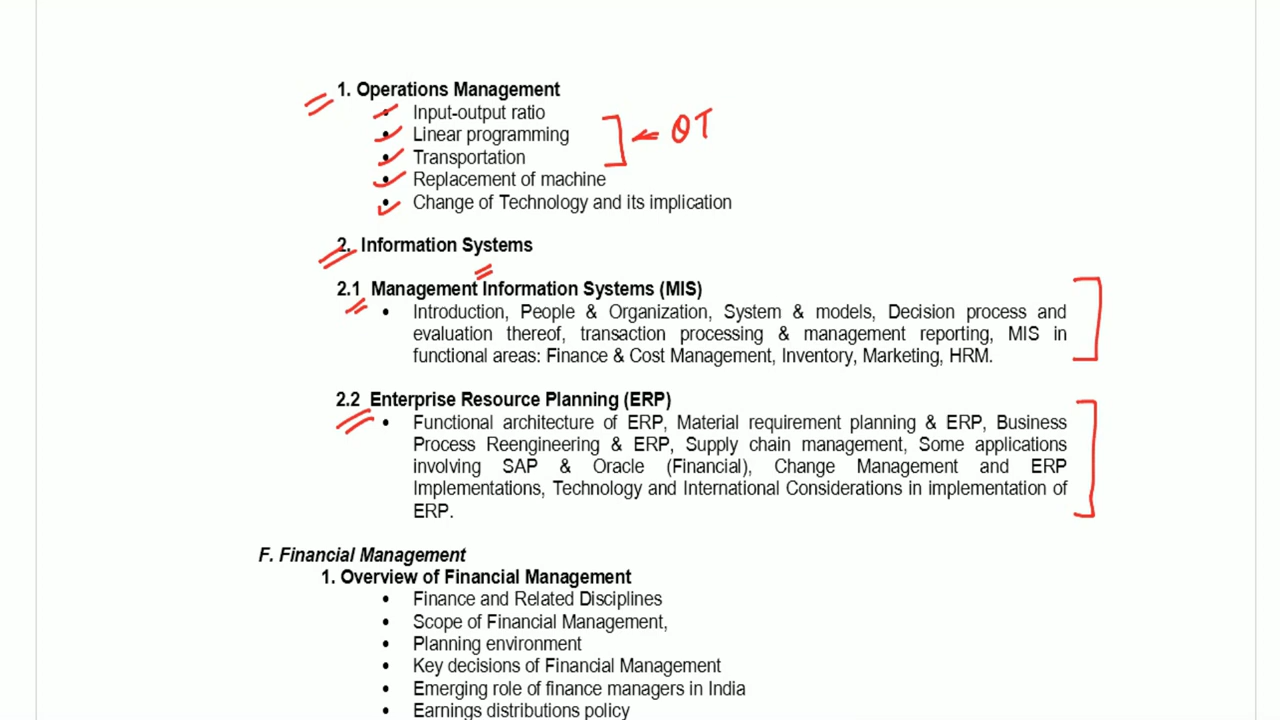 1. Operations Management
• Input-output ratio
• Linear programming
• Transportation
QT
• Replacement of machine
• Change of Technology and its implication
2. Information Systems
2.1 Management Information Systems (MIS)
• Introduction, People & Organization, System & models, Decision process and
evaluation thereof, transaction processing & management reporting, MIS in
functional areas: Finance & Cost Management, Inventory, Marketing, HRM.
2.2 Enterprise Resource Planning (ERP)
• Functional architecture of ERP, Material requirement planning & ERP, Business
Process Reengineering & ERP, Supply chain management, Some applications
involving SAP & Oracle (Financial), Change Management and ERP
Implementations, Technology and International Considerations in implementation of
ERP.
F. Financial Management
1. Overview of Financial Management
• Finance and Related Disciplines
• Scope of Financial Management,
• Planning environment
• Key decisions of Financial Management
• Emerging role of finance managers in India
• Earnings distributions policy